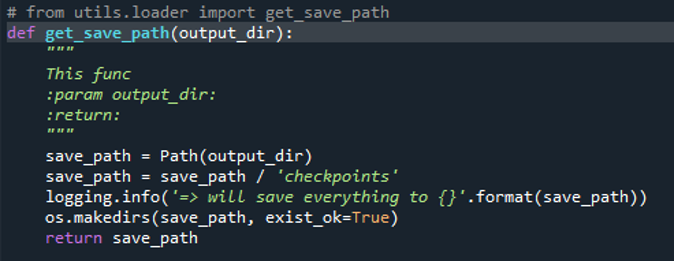 # from utils.loader import get_save_path
def get_save_path(output_dir):
    """
    This func
    :param output_dir:
    :return:
    """
    save_path = Path(output_dir)
    save_path = save_path / 'checkpoints'
    logging.info('=> will save everything to {}'.format(save_path))
    os.makedirs(save_path, exist_ok=True)
    return save_path